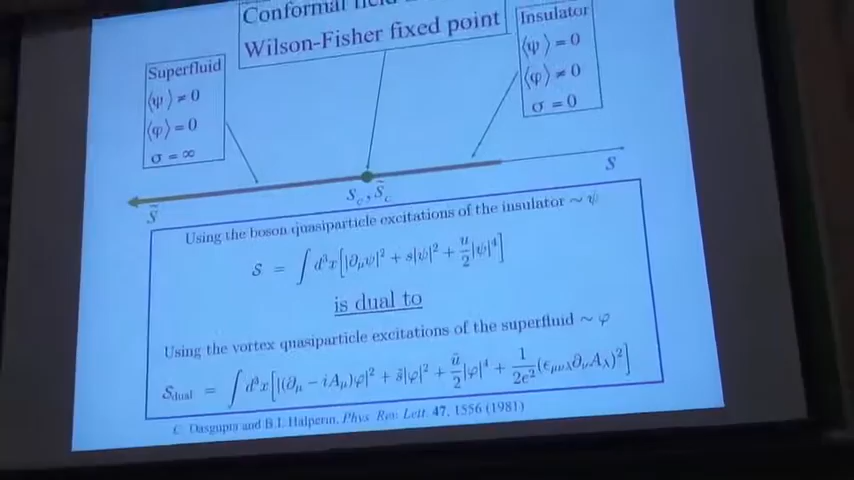 Conformal field
Wilson-Fisher fixed point
Superfluid
⟨ψ⟩ ≠ 0
⟨φ⟩ = 0
σ = ∞
Insulator
⟨ψ⟩ = 0
⟨φ⟩ ≠ 0
σ = 0
s̃
s_c, s̃_c
s
Using the boson quasiparticle excitations of the insulator ~ ψ
S = ∫ d³x[|∂_μψ|² + s|ψ|² + u/2|ψ|⁴]
is dual to
Using the vortex quasiparticle excitations of the superfluid ~ φ
S_dual = ∫ d³x[|(∂_μ − iA_μ)φ|² + s̃|φ|² + ũ/2|φ|⁴ + 1/2e²(ε_μνλ∂_νA_λ)²]
C. Dasgupta and B.I. Halperin, Phys. Rev. Lett. 47, 1556 (1981)